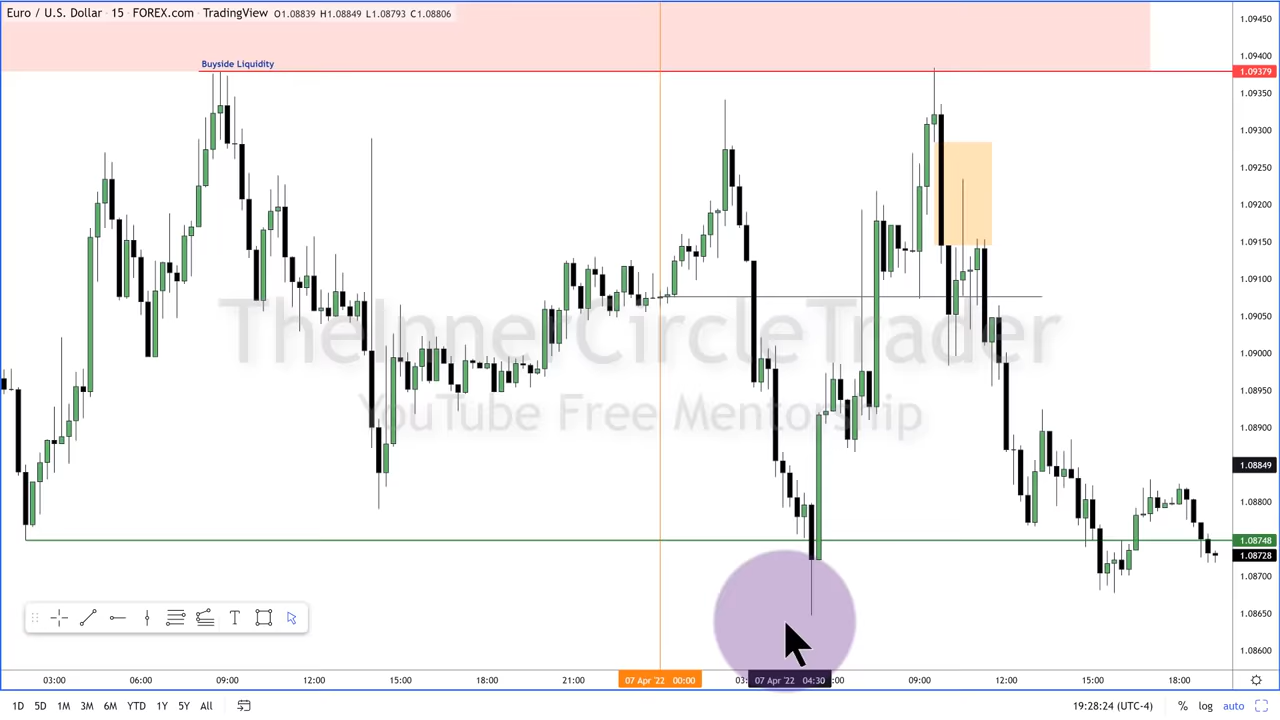 Euro / U.S. Dollar · 15 · FOREX.com · TradingView O1.08839 H1.08849 L1.08793 C1.08806
1.09450
1.09400
Buyside Liquidity
1.09379
1.09350
1.09300
1.09250
1.09200
1.09150
1.09100
1.09050
TheInnerCircleTrader
1.09000
1.08950
YouTube Free Mentorship
1.08900
1.08849
1.08800
1.08748
1.08728
1.08700
1.08650
T
1.08600
03:00 06:00 09:00 12:00 15:00 18:00 21:00 07 Apr '22 00:00 03: 07 Apr '22 04:30 :00 09:00 12:00 15:00 18:00
1D 5D 1M 3M 6M YTD 1Y 5Y All 19:28:24 (UTC-4) % log auto